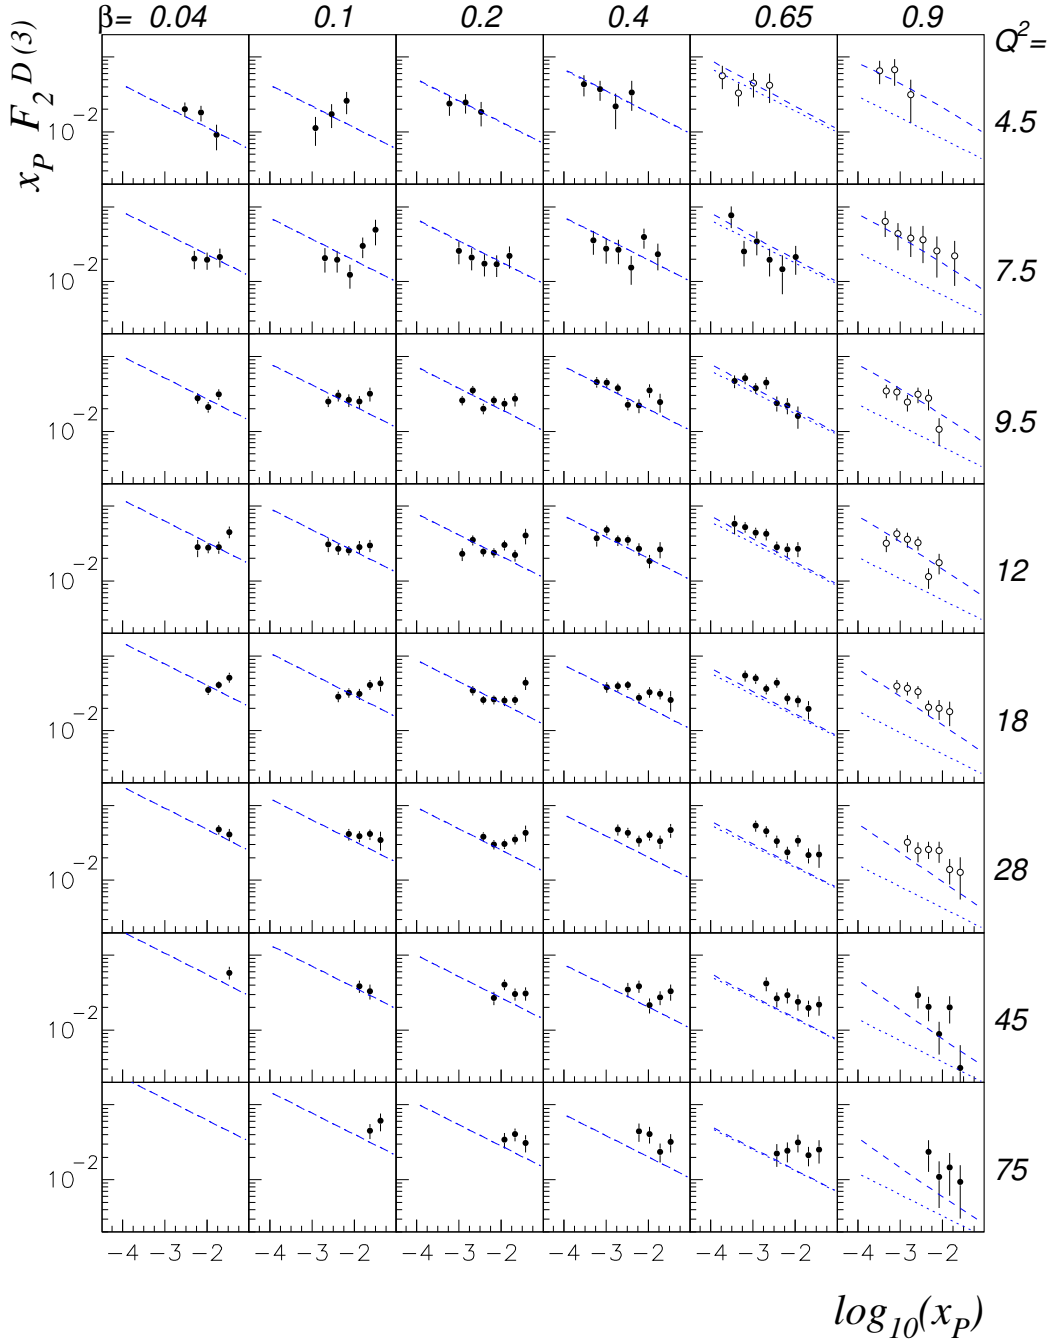 β= 0.04 0.1 0.2 0.4 0.65 0.9
Q²=
x_P F_2^D(3)
10⁻² 4.5
10⁻² 7.5
10⁻² 9.5
10⁻² 12
10⁻² 18
10⁻² 28
10⁻² 45
10⁻² 75
-4 -3 -2 -4 -3 -2 -4 -3 -2 -4 -3 -2 -4 -3 -2 -4 -3 -2
log₁₀(x_P)